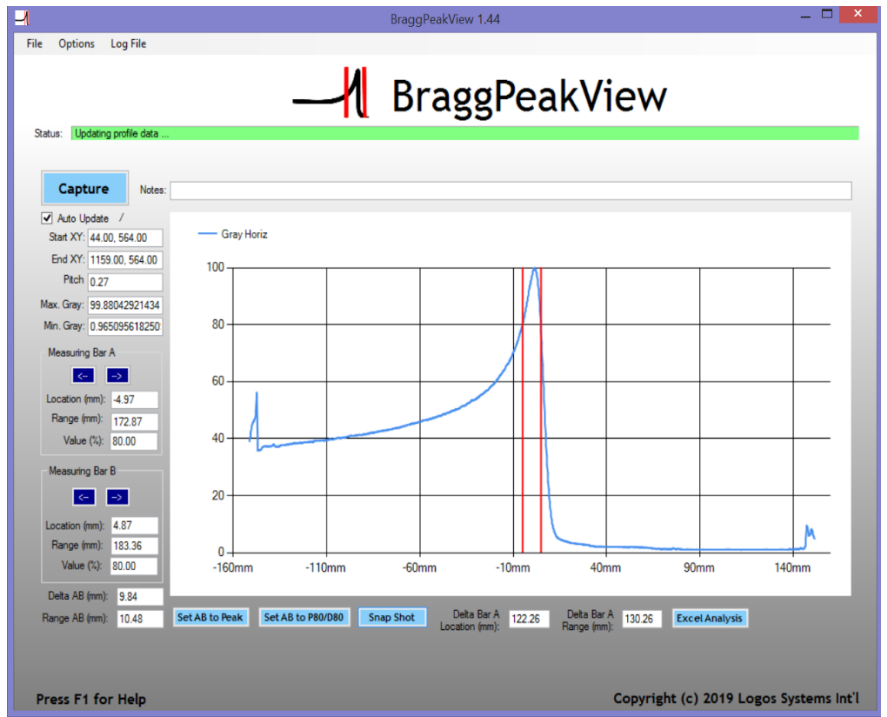 BraggPeakView 1.44
File Options Log File
BraggPeakView
Status: Updating profile data ...
Capture Notes:
Auto Update /
Start XY: 44.00, 564.00
End XY: 1159.00, 564.00
Pitch 0.27
Max. Gray: 99.88042921434
Min. Gray: 0.965095618250
Measuring Bar A
<- ->
Location (mm): -4.97
Range (mm): 172.87
Value (%): 80.00
Measuring Bar B
<- ->
Location (mm): 4.87
Range (mm): 183.36
Value (%): 80.00
Delta AB (mm): 9.84
Range AB (mm): 10.48
Gray Horiz
100
80
60
40
20
0
-160mm -110mm -60mm -10mm 40mm 90mm 140mm
Set AB to Peak Set AB to P80/D80 Snap Shot Delta Bar A Location (mm): 122.26 Delta Bar A Range (mm): 130.26 Excel Analysis
Press F1 for Help Copyright (c) 2019 Logos Systems Int'l